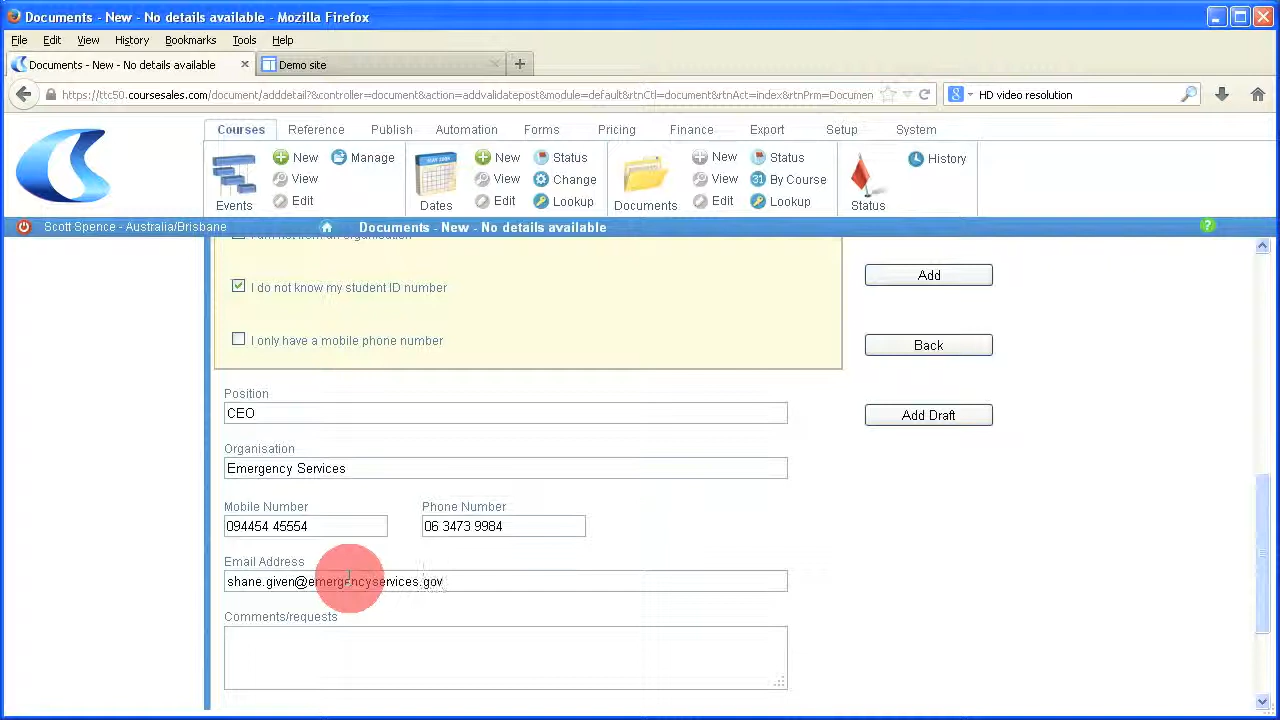 Documents - New - No details available - Mozilla Firefox
File Edit View History Bookmarks Tools Help
Documents - New - No details available
Demo site
https://ttc50.coursesales.com/document/adddetail?&controller=document&action=addvalidatepost&module=default&rtnCtl=document&rtnAct=index&rtnPrm=Documen
HD video resolution
Courses Reference Publish Automation Forms Pricing Finance Export Setup System
New Manage New Status New Status History
View View Change View 31 By Course
Events Edit Dates Edit Lookup Documents Edit Lookup Status
Scott Spence - Australia/Brisbane
Documents - New - No details available
I am not from an organisation
Add
I do not know my student ID number
I only have a mobile phone number
Back
Position
CEO
Add Draft
Organisation
Emergency Services
Mobile Number Phone Number
094454 45554 06 3473 9984
Email Address
shane.given@emergencyservices.gov
Comments/requests